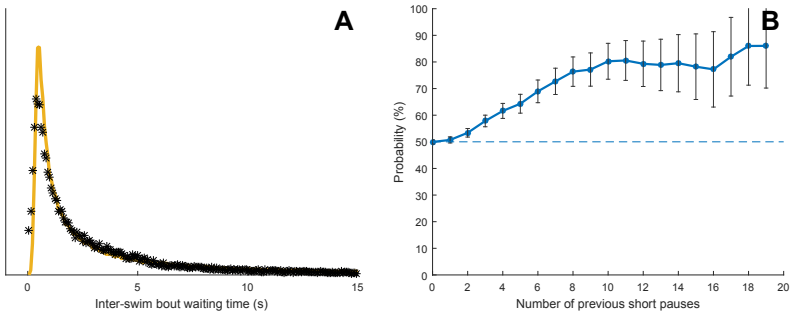 A
0 5 10 15
Inter-swim bout waiting time (s)
B
100
90
80
70
60
50
40
30
20
10
0
Probability (%)
0 2 4 6 8 10 12 14 16 18 20
Number of previous short pauses